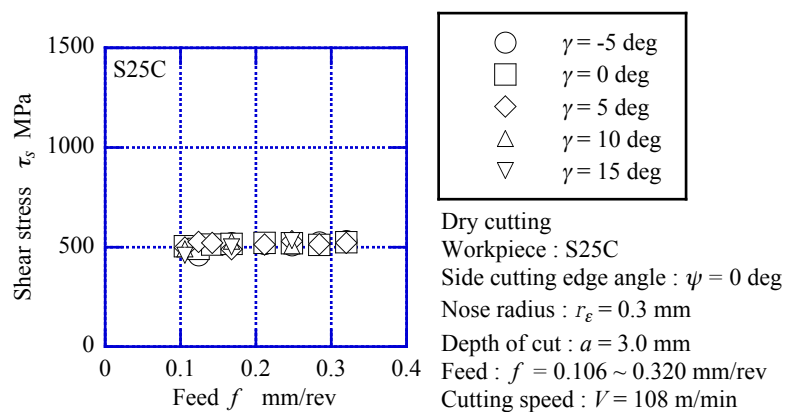 1500
1000
500
0
Shear stress τs MPa
S25C
0 0.1 0.2 0.3 0.4
Feed f mm/rev
γ = -5 deg
γ = 0 deg
γ = 5 deg
γ = 10 deg
γ = 15 deg
Dry cutting
Workpiece : S25C
Side cutting edge angle : ψ = 0 deg
Nose radius : rε = 0.3 mm
Depth of cut : a = 3.0 mm
Feed : f = 0.106 ~ 0.320 mm/rev
Cutting speed : V = 108 m/min